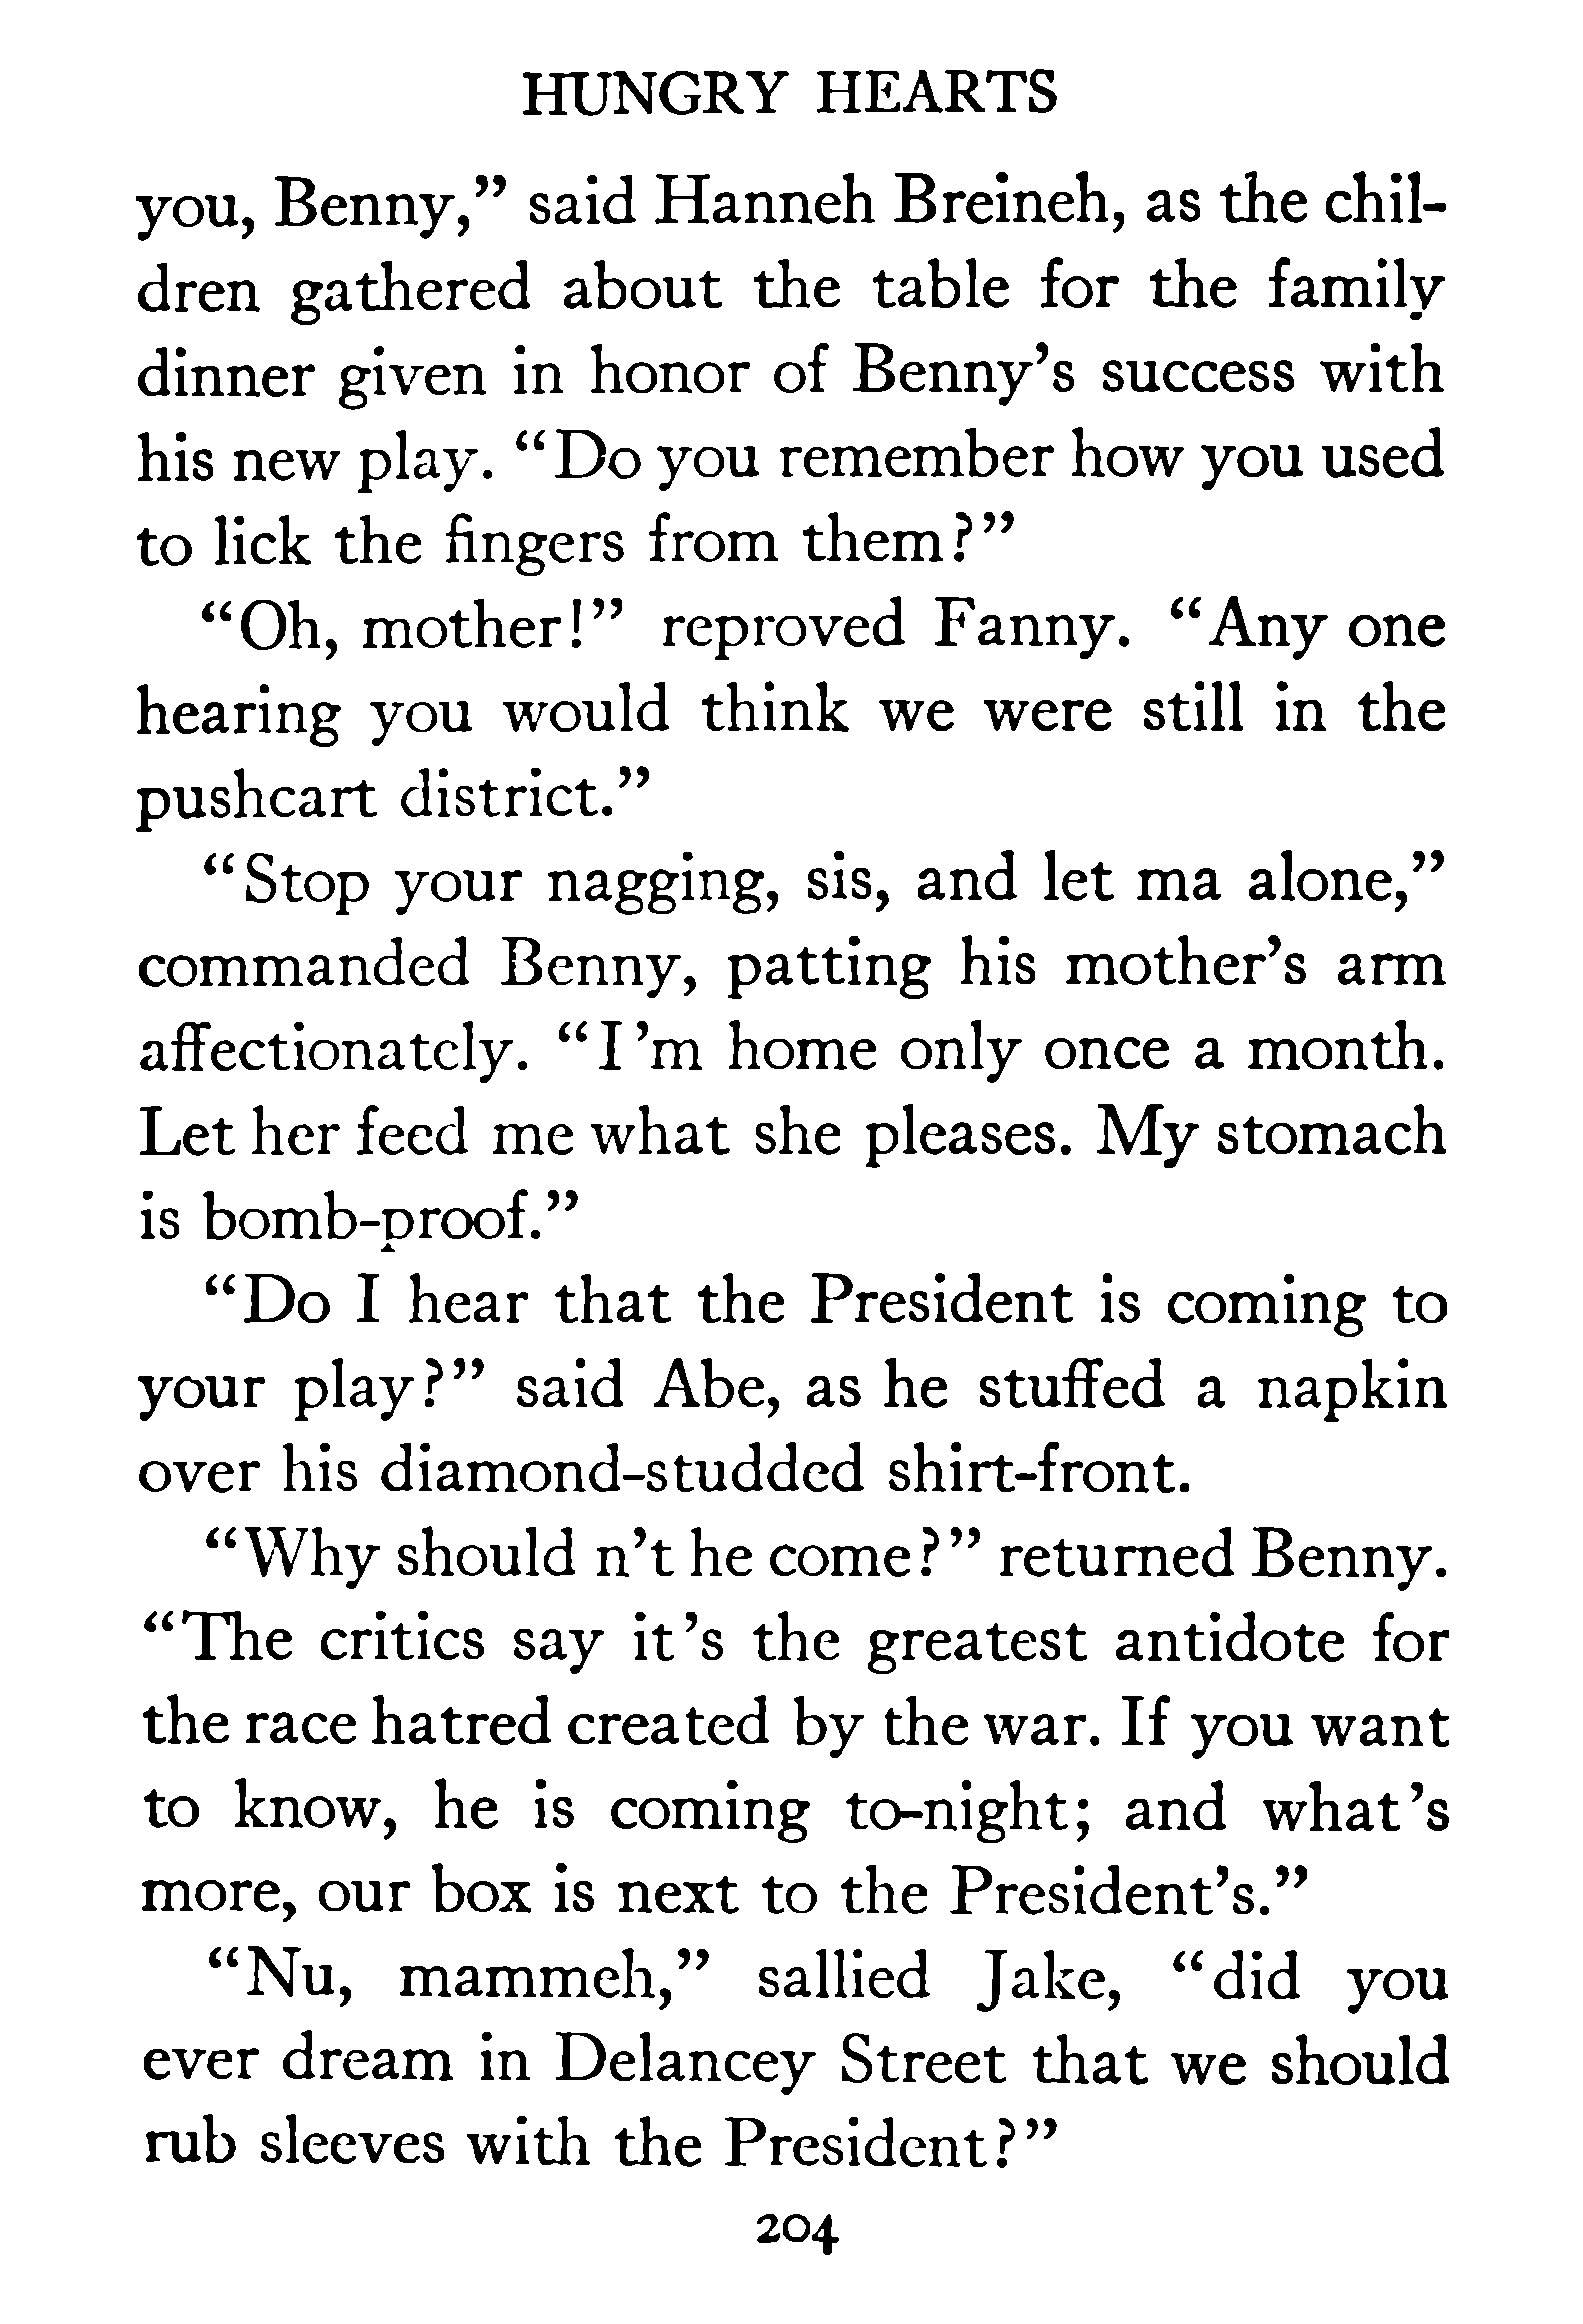 HUNGRY HEARTS
you, Benny,” said Hanneh Breineh, as the chil-
dren gathered about the table for the family
dinner given in honor of Benny’s success with
his new play. “Do you remember how you used
to lick the fingers from them?”
“Oh, mother!” reproved Fanny. “Any one
hearing you would think we were still in the
pushcart district.”
“Stop your nagging, sis, and let ma alone,”
commanded Benny, patting his mother’s arm
affectionately. “I’m home only once a month.
Let her feed me what she pleases. My stomach
is bomb-proof.”
“Do I hear that the President is coming to
your play?” said Abe, as he stuffed a napkin
over his diamond-studded shirt-front.
“Why should n’t he come?” returned Benny.
“The critics say it’s the greatest antidote for
the race hatred created by the war. If you want
to know, he is coming to-night; and what’s
more, our box is next to the President’s.”
“Nu, mammeh,” sallied Jake, “did you
ever dream in Delancey Street that we should
rub sleeves with the President?”
204